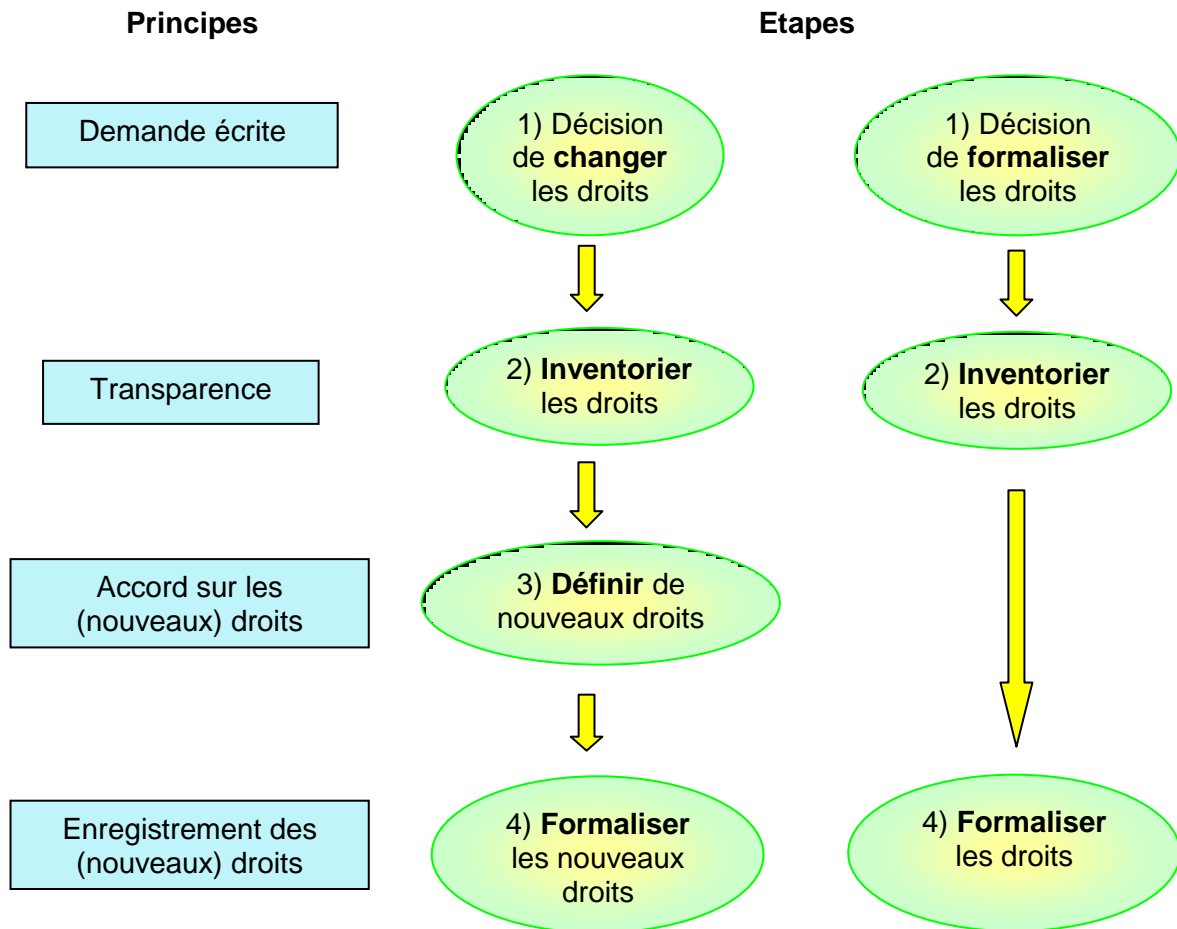 Principes
Etapes
Demande écrite
1) Décision
de changer
les droits
1) Décision
de formaliser
les droits
Transparence
2) Inventorier
les droits
2) Inventorier
les droits
Accord sur les
(nouveaux) droits
3) Définir de
nouveaux droits
Enregistrement des
(nouveaux) droits
4) Formaliser
les nouveaux
droits
4) Formaliser
les droits